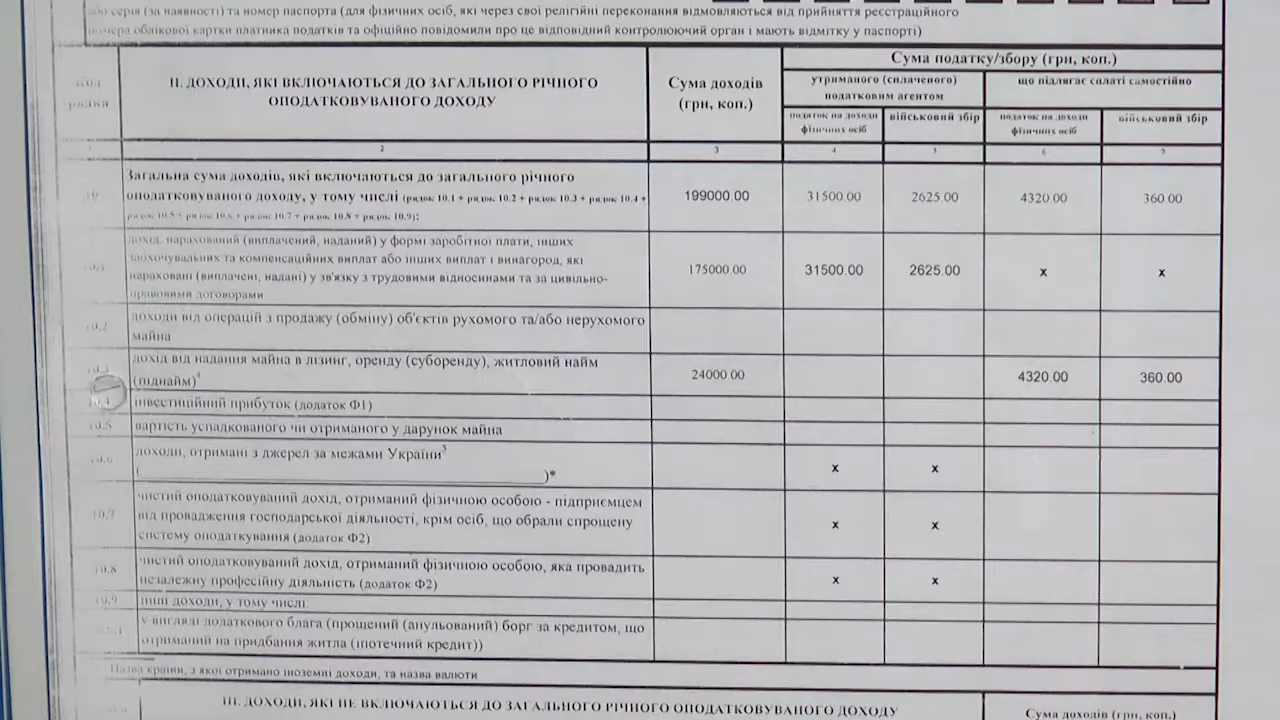 або серія (за наявності) та номер паспорта (для фізичних осіб, які через свої релігійні переконання відмовляються від прийняття реєстраційного
номера облікової картки платника податків та офіційно повідомили про це відповідний контролюючий орган і мають відмітку у паспорті)
Код рядка
II. ДОХОДИ, ЯКІ ВКЛЮЧАЮТЬСЯ ДО ЗАГАЛЬНОГО РІЧНОГО
ОПОДАТКОВУВАНОГО ДОХОДУ
Сума доходів
(грн, коп.)
Сума податку/збору (грн, коп.)
утриманого (сплаченого)
податковим агентом
що підлягає сплаті самостійно
податок на доходи
фізичних осіб
військовий збір
податок на доходи
фізичних осіб
військовий збір
1 2 3 4 5 6 7
Загальна сума доходів, які включаються до загального річного
оподатковуваного доходу, у тому числі (рядок 10.1 + рядок 10.2 + рядок 10.3 + рядок 10.4 +
рядок 10.5 + рядок 10.6 + рядок 10.7 + рядок 10.8 + рядок 10.9):
10 199000.00 31500.00 2625.00 4320.00 360.00
дохід, нарахований (виплачений, наданий) у формі заробітної плати, інших
заохочувальних та компенсаційних виплат або інших виплат і винагород, які
нараховані (виплачені, надані) у зв'язку з трудовими відносинами та за цивільно-
правовими договорами
10.1 175000.00 31500.00 2625.00 x x
10.2 доходи від операцій з продажу (обміну) об'єктів рухомого та/або нерухомого
майна
10.3 дохід від надання майна в лізинг, оренду (суборенду), житловий найм
(піднайм)4
24000.00 4320.00 360.00
10.4 інвестиційний прибуток (додаток Ф1)
10.5 вартість успадкованого чи отриманого у дарунок майна
10.6 доходи, отримані з джерел за межами України5
(____)* x x
чистий оподатковуваний дохід, отриманий фізичною особою - підприємцем
10.7 від провадження господарської діяльності, крім осіб, що обрали спрощену
систему оподаткування (додаток Ф2)
x x
10.8 чистий оподатковуваний дохід, отриманий фізичною особою, яка провадить
незалежну професійну діяльність (додаток Ф2)
x x
10.9 інші доходи, у тому числі:
у вигляді додаткового блага (прощений (анульований) борг за кредитом, що
отриманий на придбання житла (іпотечний кредит))
Назва країни, з якої отримано іноземні доходи, та назва валюти
III. ДОХОДИ, ЯКІ НЕ ВКЛЮЧАЮТЬСЯ ДО ЗАГАЛЬНОГО РІЧНОГО ОПОДАТКОВУВАНОГО ДОХОДУ
Сума доходів (грн, коп.)